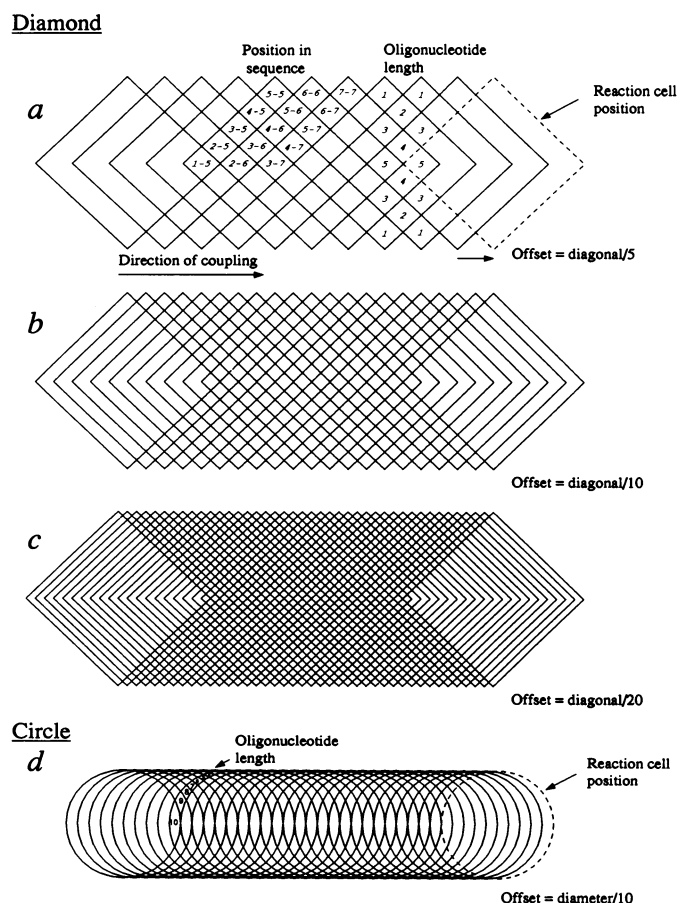 Diamond
Position in
sequence
Oligonucleotide
length
Reaction cell
position
a
5-5 6-6 7-7 1 1
4-5 5-6 6-7 2
3-5 4-6 5-7 3 3
2-5 3-6 4-7 4
1-5 2-6 3-7 5 5
4
3 3
2
1 1
Direction of coupling
Offset = diagonal/5
b
Offset = diagonal/10
c
Offset = diagonal/20
Circle
d
Oligonucleotide
length
Reaction cell
position
8
9
10
Offset = diameter/10